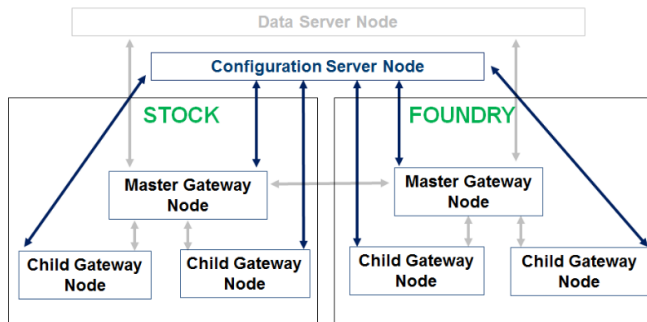 Data Server Node
Configuration Server Node
STOCK
FOUNDRY
Master Gateway
Node
Master Gateway
Node
Child Gateway
Node
Child Gateway
Node
Child Gateway
Node
Child Gateway
Node